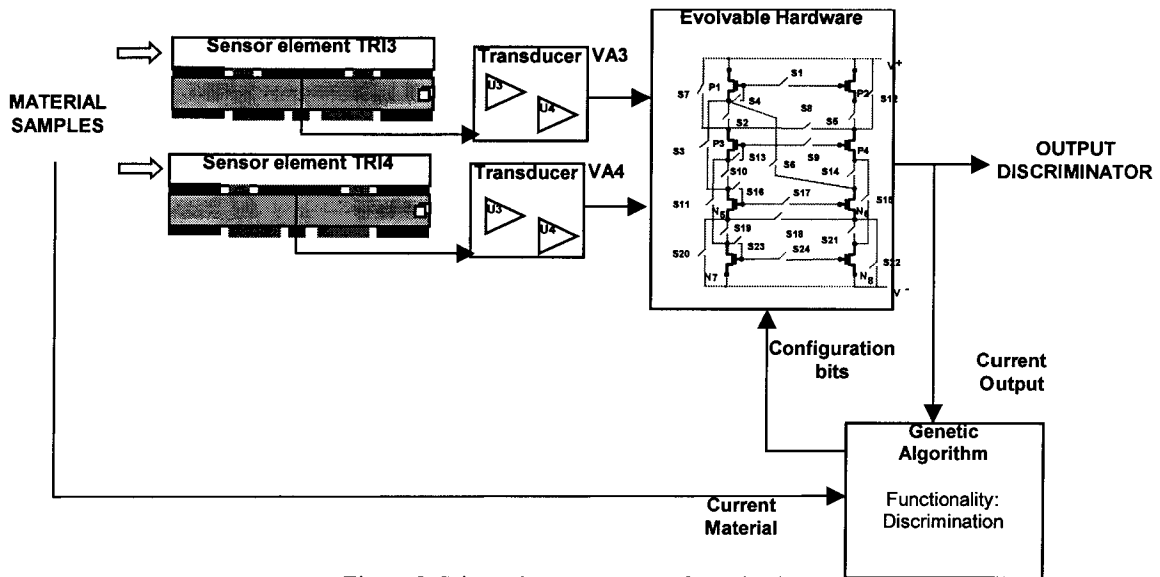 Evolvable Hardware
Sensor element TRI3
Transducer VA3
U3
U4
MATERIAL
SAMPLES
Sensor element TRI4
Transducer VA4
U3
U4
V+
S1
S7
P1
P2
S12
S4
S8
S2
S5
P3
P4
S3
S13
S9
S10
S6
S14
S16
S17
S11
S15
N5
N6
S19
S18
S21
S20
S23
S24
S22
N7
N8
V-
OUTPUT
DISCRIMINATOR
Configuration
bits
Current
Output
Genetic
Algorithm
Functionality:
Discrimination
Current
Material